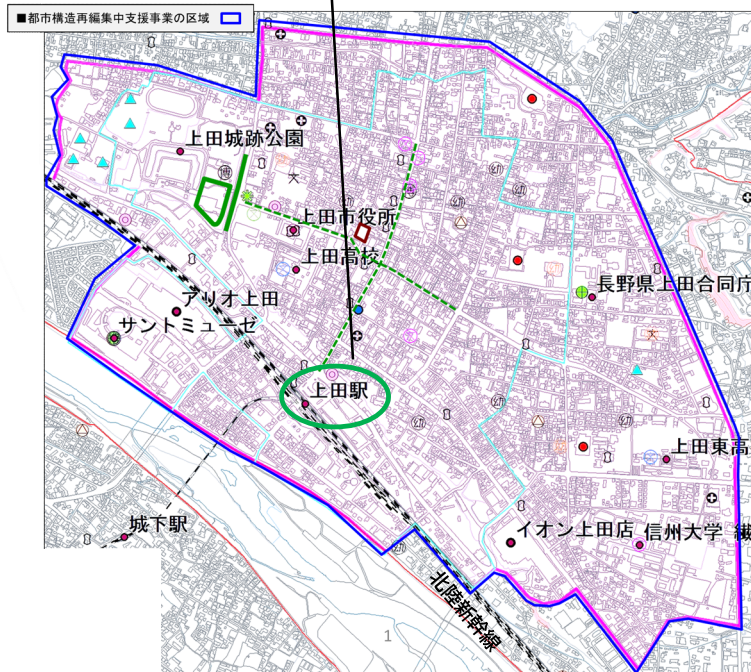 ■都市構造再編集中支援事業の区域
上田城跡公園
上田市役所
上田高校
長野県上田合同庁
アリオ上田
サントミューゼ
上田駅
上田東高
城下駅
イオン上田店
信州大学 繊
北陸新幹線
1